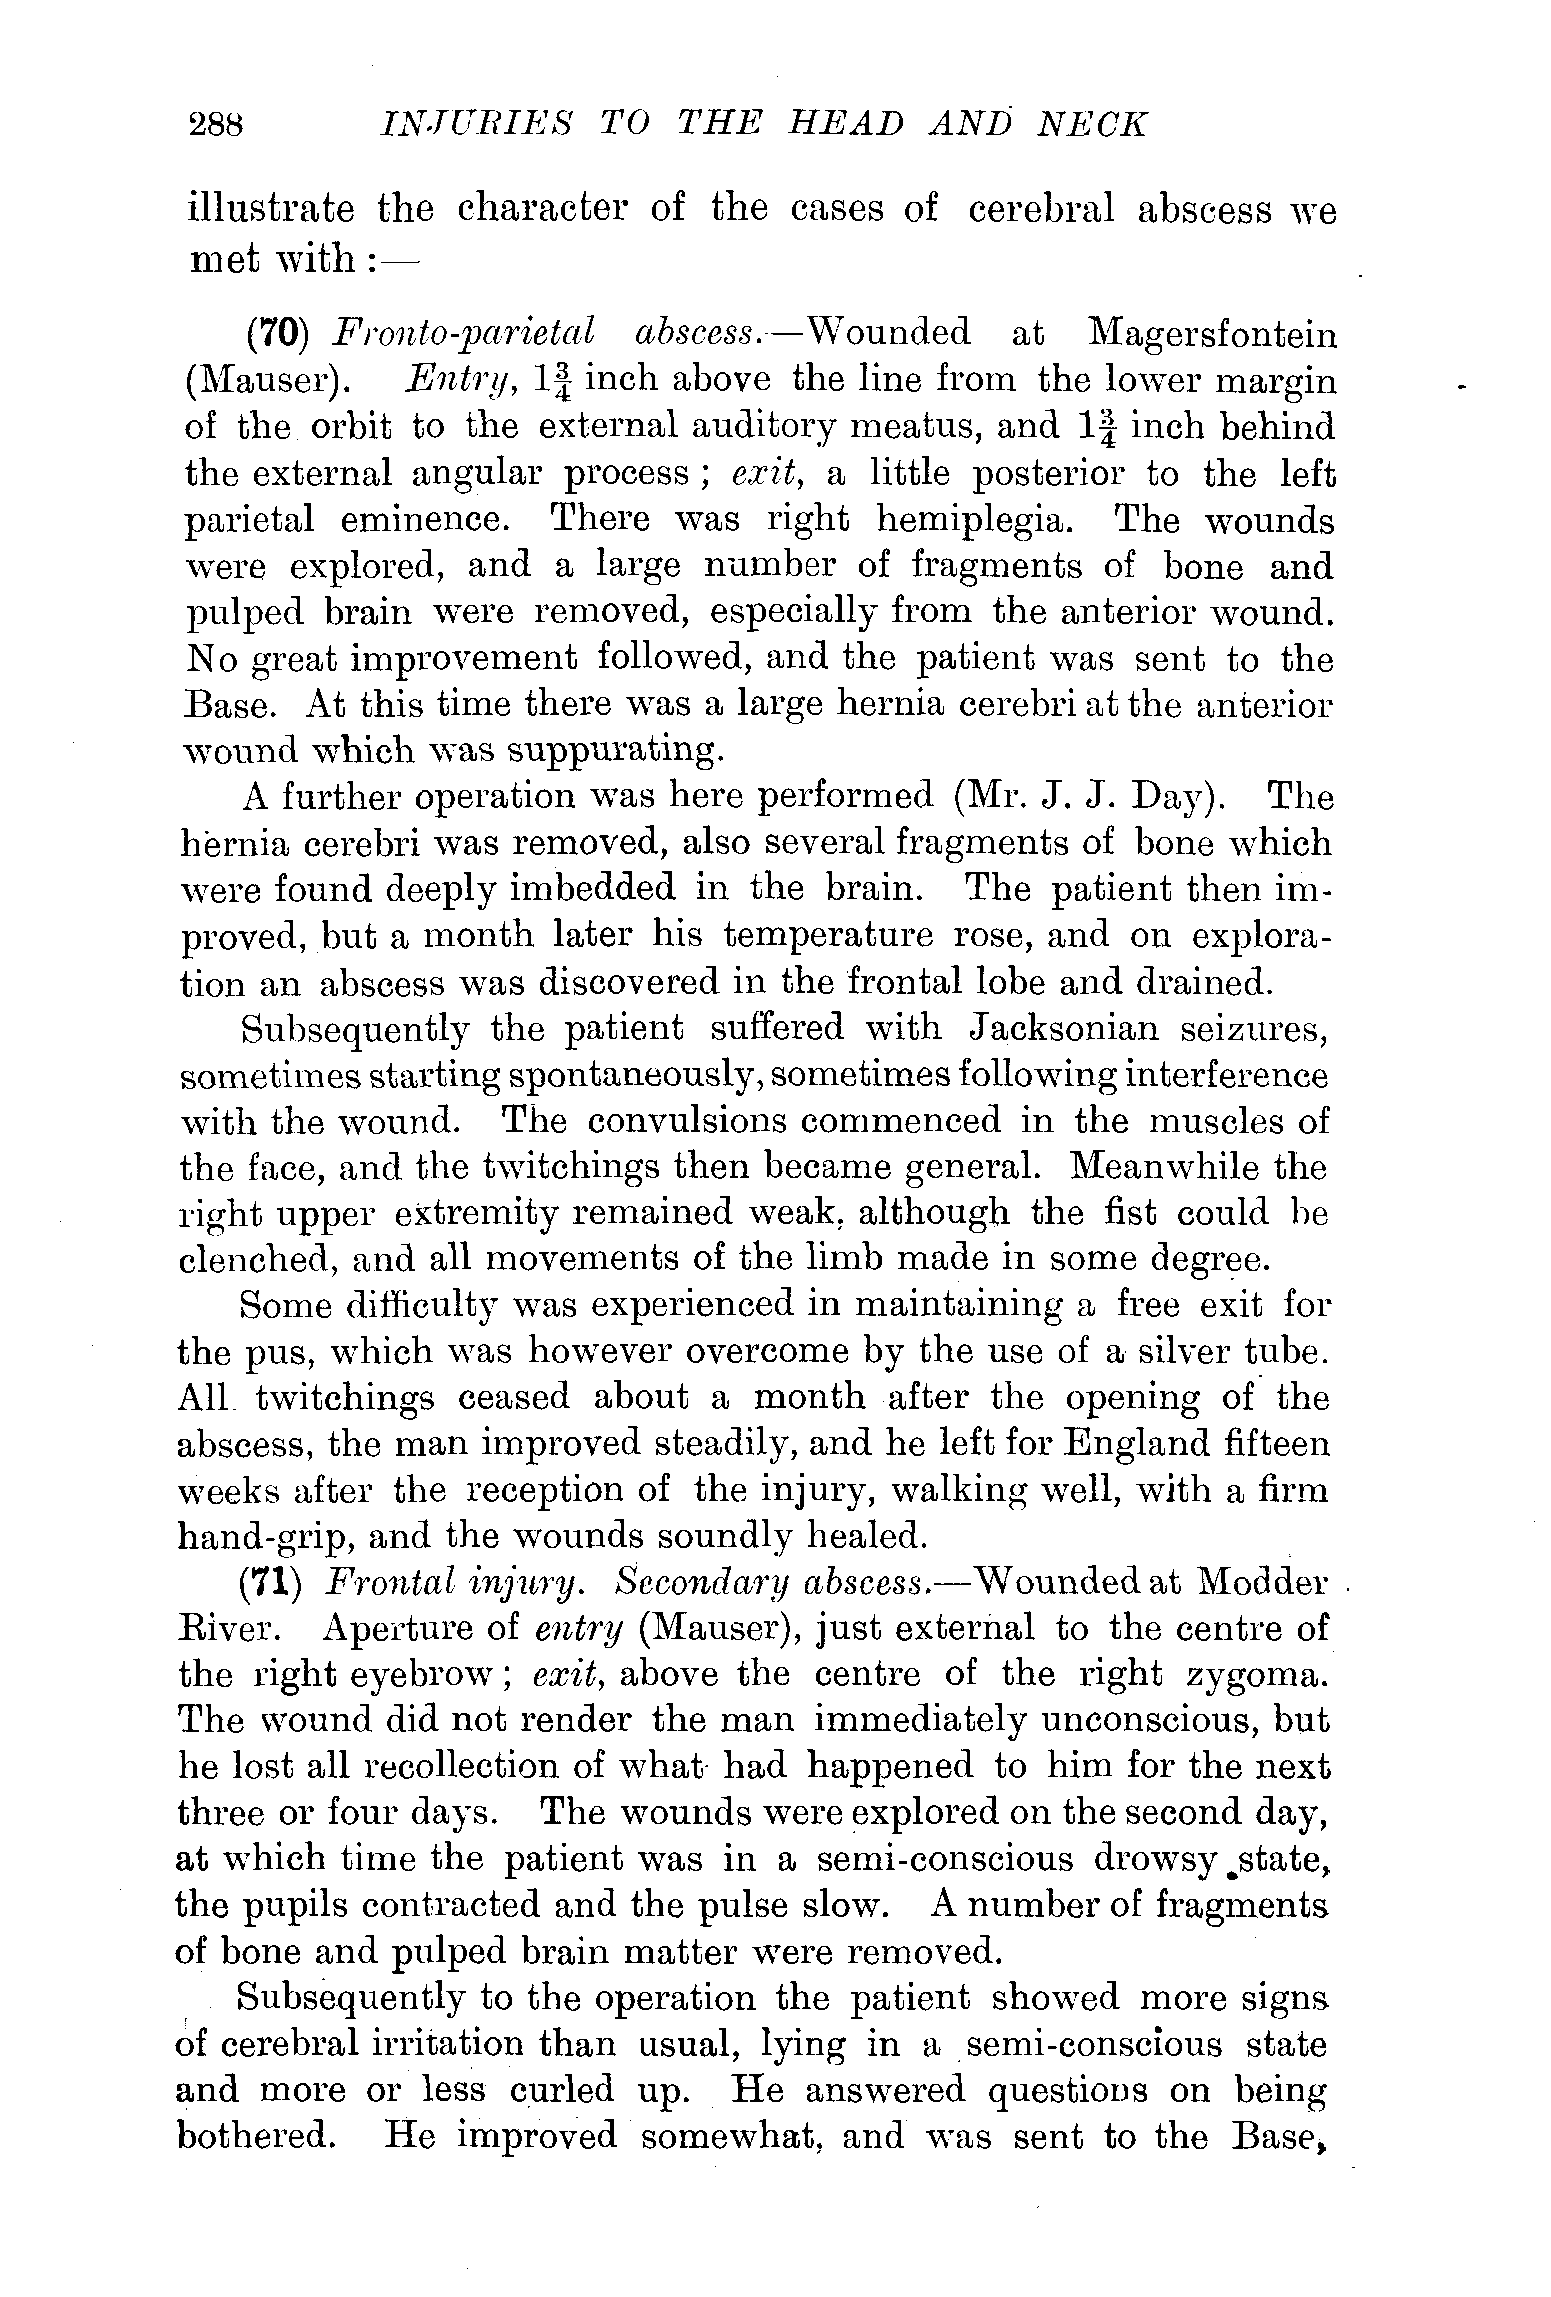 288 INJURIES TO THE HEAD AND NECK
illustrate the character of the cases of cerebral abscess we
met with :—
(70) Fronto-parietal abscess.—Wounded at Magersfontein
(Mauser). Entry, 1¾ inch above the line from the lower margin
of the orbit to the external auditory meatus, and 1¾ inch behind
the external angular process ; exit, a little posterior to the left
parietal eminence. There was right hemiplegia. The wounds
were explored, and a large number of fragments of bone and
pulped brain were removed, especially from the anterior wound.
No great improvement followed, and the patient was sent to the
Base. At this time there was a large hernia cerebri at the anterior
wound which was suppurating.
A further operation was here performed (Mr. J. J. Day). The
hernia cerebri was removed, also several fragments of bone which
were found deeply imbedded in the brain. The patient then im-
proved, but a month later his temperature rose, and on explora-
tion an abscess was discovered in the frontal lobe and drained.
Subsequently the patient suffered with Jacksonian seizures,
sometimes starting spontaneously, sometimes following interference
with the wound. The convulsions commenced in the muscles of
the face, and the twitchings then became general. Meanwhile the
right upper extremity remained weak, although the fist could be
clenched, and all movements of the limb made in some degree.
Some difficulty was experienced in maintaining a free exit for
the pus, which was however overcome by the use of a silver tube.
All twitchings ceased about a month after the opening of the
abscess, the man improved steadily, and he left for England fifteen
weeks after the reception of the injury, walking well, with a firm
hand-grip, and the wounds soundly healed.
(71) Frontal injury. Secondary abscess.—Wounded at Modder
River. Aperture of entry (Mauser), just external to the centre of
the right eyebrow ; exit, above the centre of the right zygoma.
The wound did not render the man immediately unconscious, but
he lost all recollection of what had happened to him for the next
three or four days. The wounds were explored on the second day,
at which time the patient was in a semi-conscious drowsy state,
the pupils contracted and the pulse slow. A number of fragments
of bone and pulped brain matter were removed.
Subsequently to the operation the patient showed more signs
of cerebral irritation than usual, lying in a semi-conscious state
and more or less curled up. He answered questions on being
bothered. He improved somewhat, and was sent to the Base,